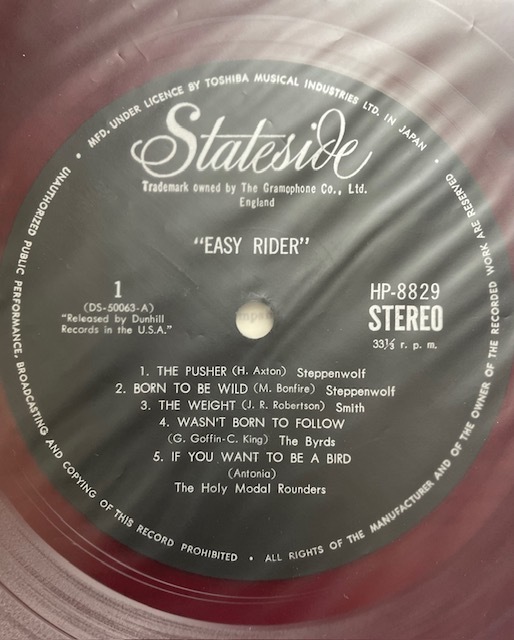 • MFD. UNDER LICENCE BY TOSHIBA MUSICAL INDUSTRIES LTD. IN JAPAN •
Stateside
Trademark owned by The Gramophone Co., Ltd.
England
"EASY RIDER"
1
(DS-50063-A)
"Released by Dunhill
Records in the U.S.A."
HP-8829
STEREO
33⅓ r. p. m.
1. THE PUSHER (H. Axton) Steppenwolf
2. BORN TO BE WILD (M. Bonfire) Steppenwolf
3. THE WEIGHT (J. R. Robertson) Smith
4. WASN'T BORN TO FOLLOW
(G. Goffin-C. King) The Byrds
5. IF YOU WANT TO BE A BIRD
(Antonia)
The Holy Modal Rounders
UNAUTHORIZED PUBLIC PERFORMANCE, BROADCASTING AND COPYING OF THIS RECORD PROHIBITED • ALL RIGHTS OF THE MANUFACTURER AND OF THE OWNER OF THE RECORDED WORK ARE RESERVED